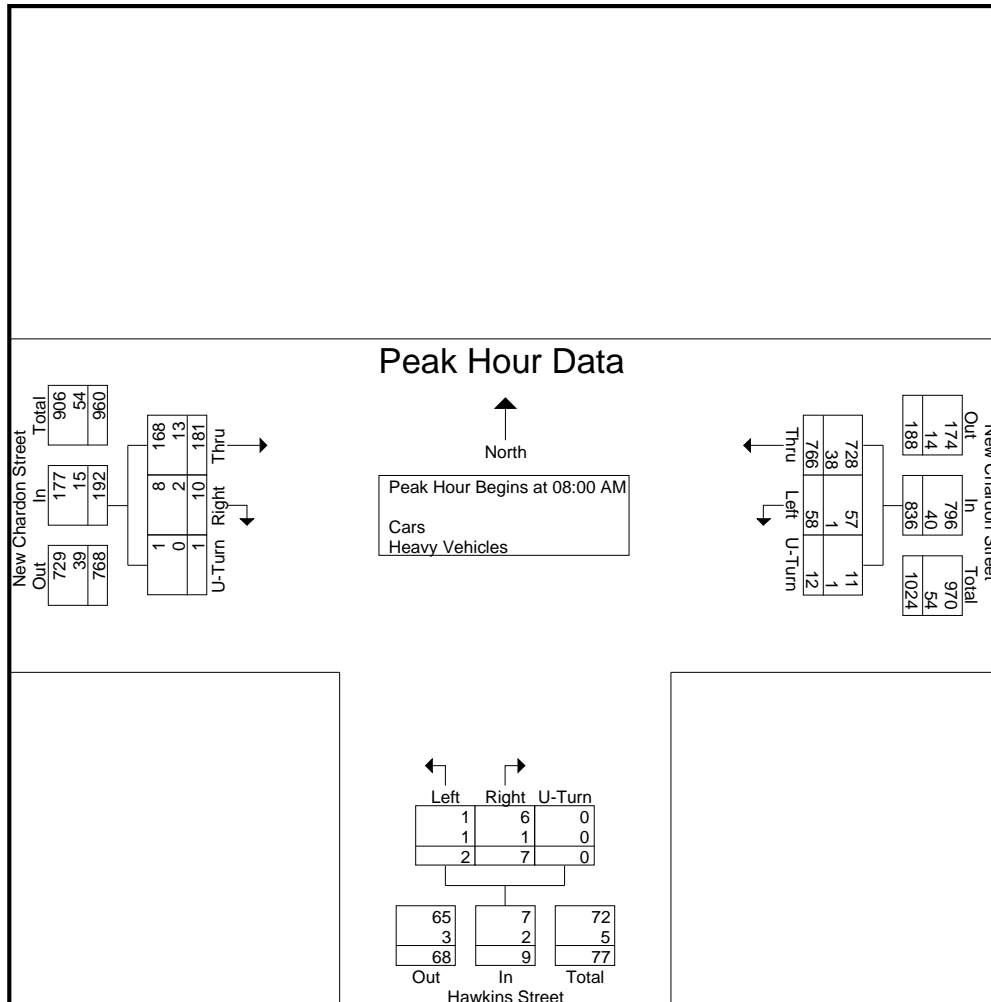 Peak Hour Data
North
Peak Hour Begins at 08:00 AM
Cars
Heavy Vehicles
New Chardon Street
Total
906
54
960
In
177
15
192
Out
729
39
768
Thru
168
13
181
Right
8
2
10
U-Turn
1
0
1
New Chardon Street
Out
174
14
188
In
796
40
836
Total
970
54
1024
Thru
728
38
766
Left
57
1
58
U-Turn
11
1
12
Left Right U-Turn
1 6 0
1 1 0
2 7 0
65 7 72
3 2 5
68 9 77
Out In Total
Hawkins Street